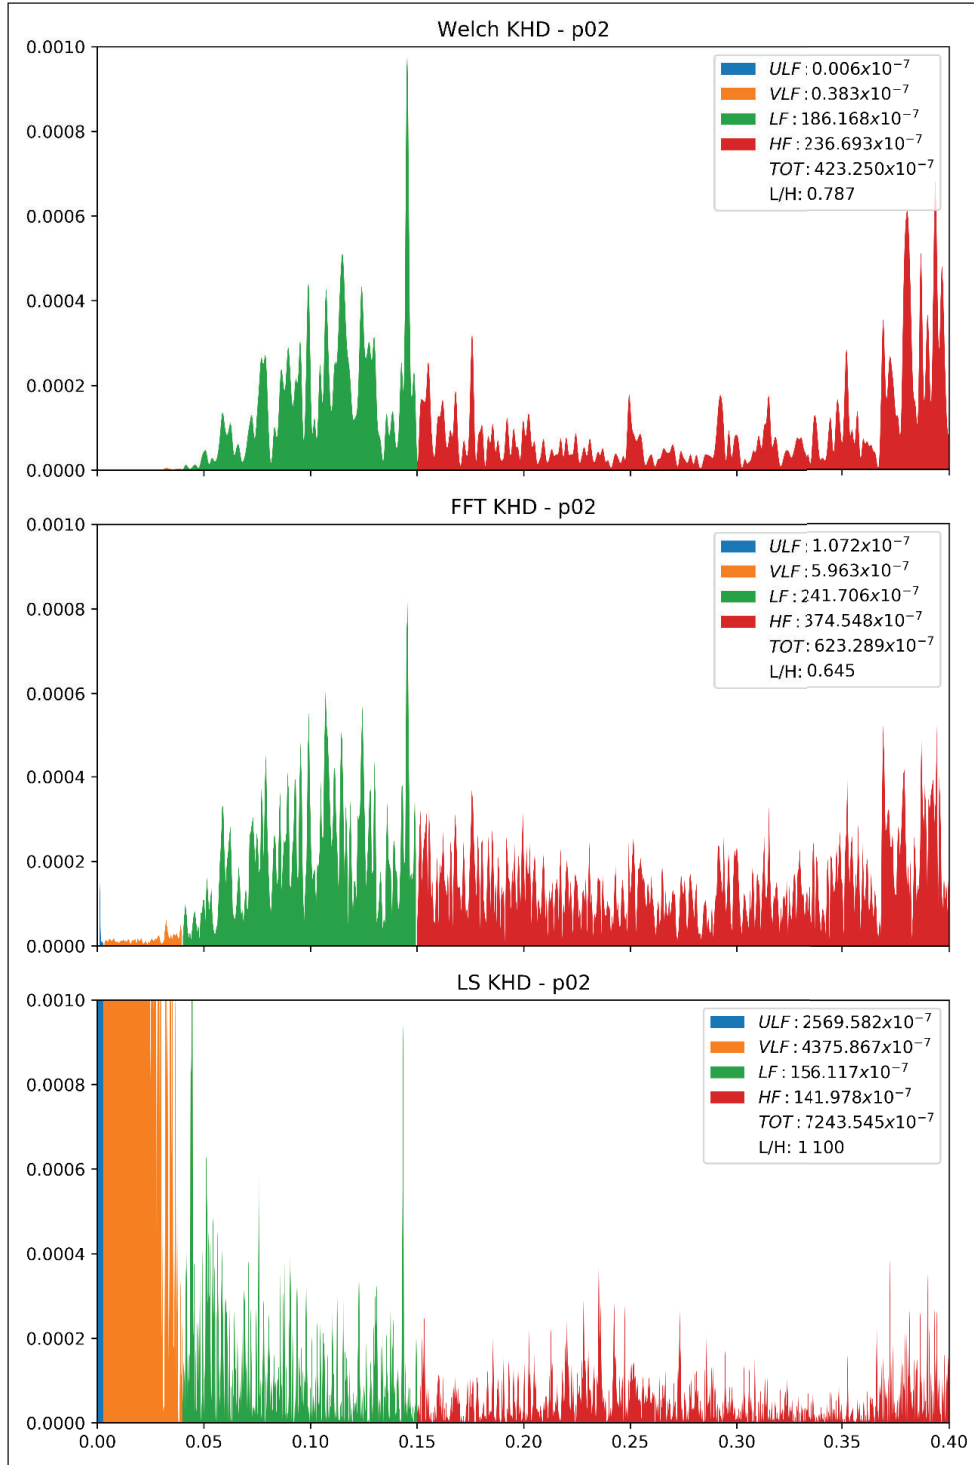 Welch KHD - p02
0.0010
0.0008
0.0006
0.0004
0.0002
0.0000
ULF: 0.006x10⁻⁷
VLF: 0.383x10⁻⁷
LF: 186.168x10⁻⁷
HF: 236.693x10⁻⁷
TOT: 423.250x10⁻⁷
L/H: 0.787
FFT KHD - p02
0.0010
0.0008
0.0006
0.0004
0.0002
0.0000
ULF: 1.072x10⁻⁷
VLF: 5.963x10⁻⁷
LF: 241.706x10⁻⁷
HF: 374.548x10⁻⁷
TOT: 623.289x10⁻⁷
L/H: 0.645
LS KHD - p02
0.0010
0.0008
0.0006
0.0004
0.0002
0.0000
ULF: 2569.582x10⁻⁷
VLF: 4375.867x10⁻⁷
LF: 156.117x10⁻⁷
HF: 141.978x10⁻⁷
TOT: 7243.545x10⁻⁷
L/H: 1.100
0.00 0.05 0.10 0.15 0.20 0.25 0.30 0.35 0.40